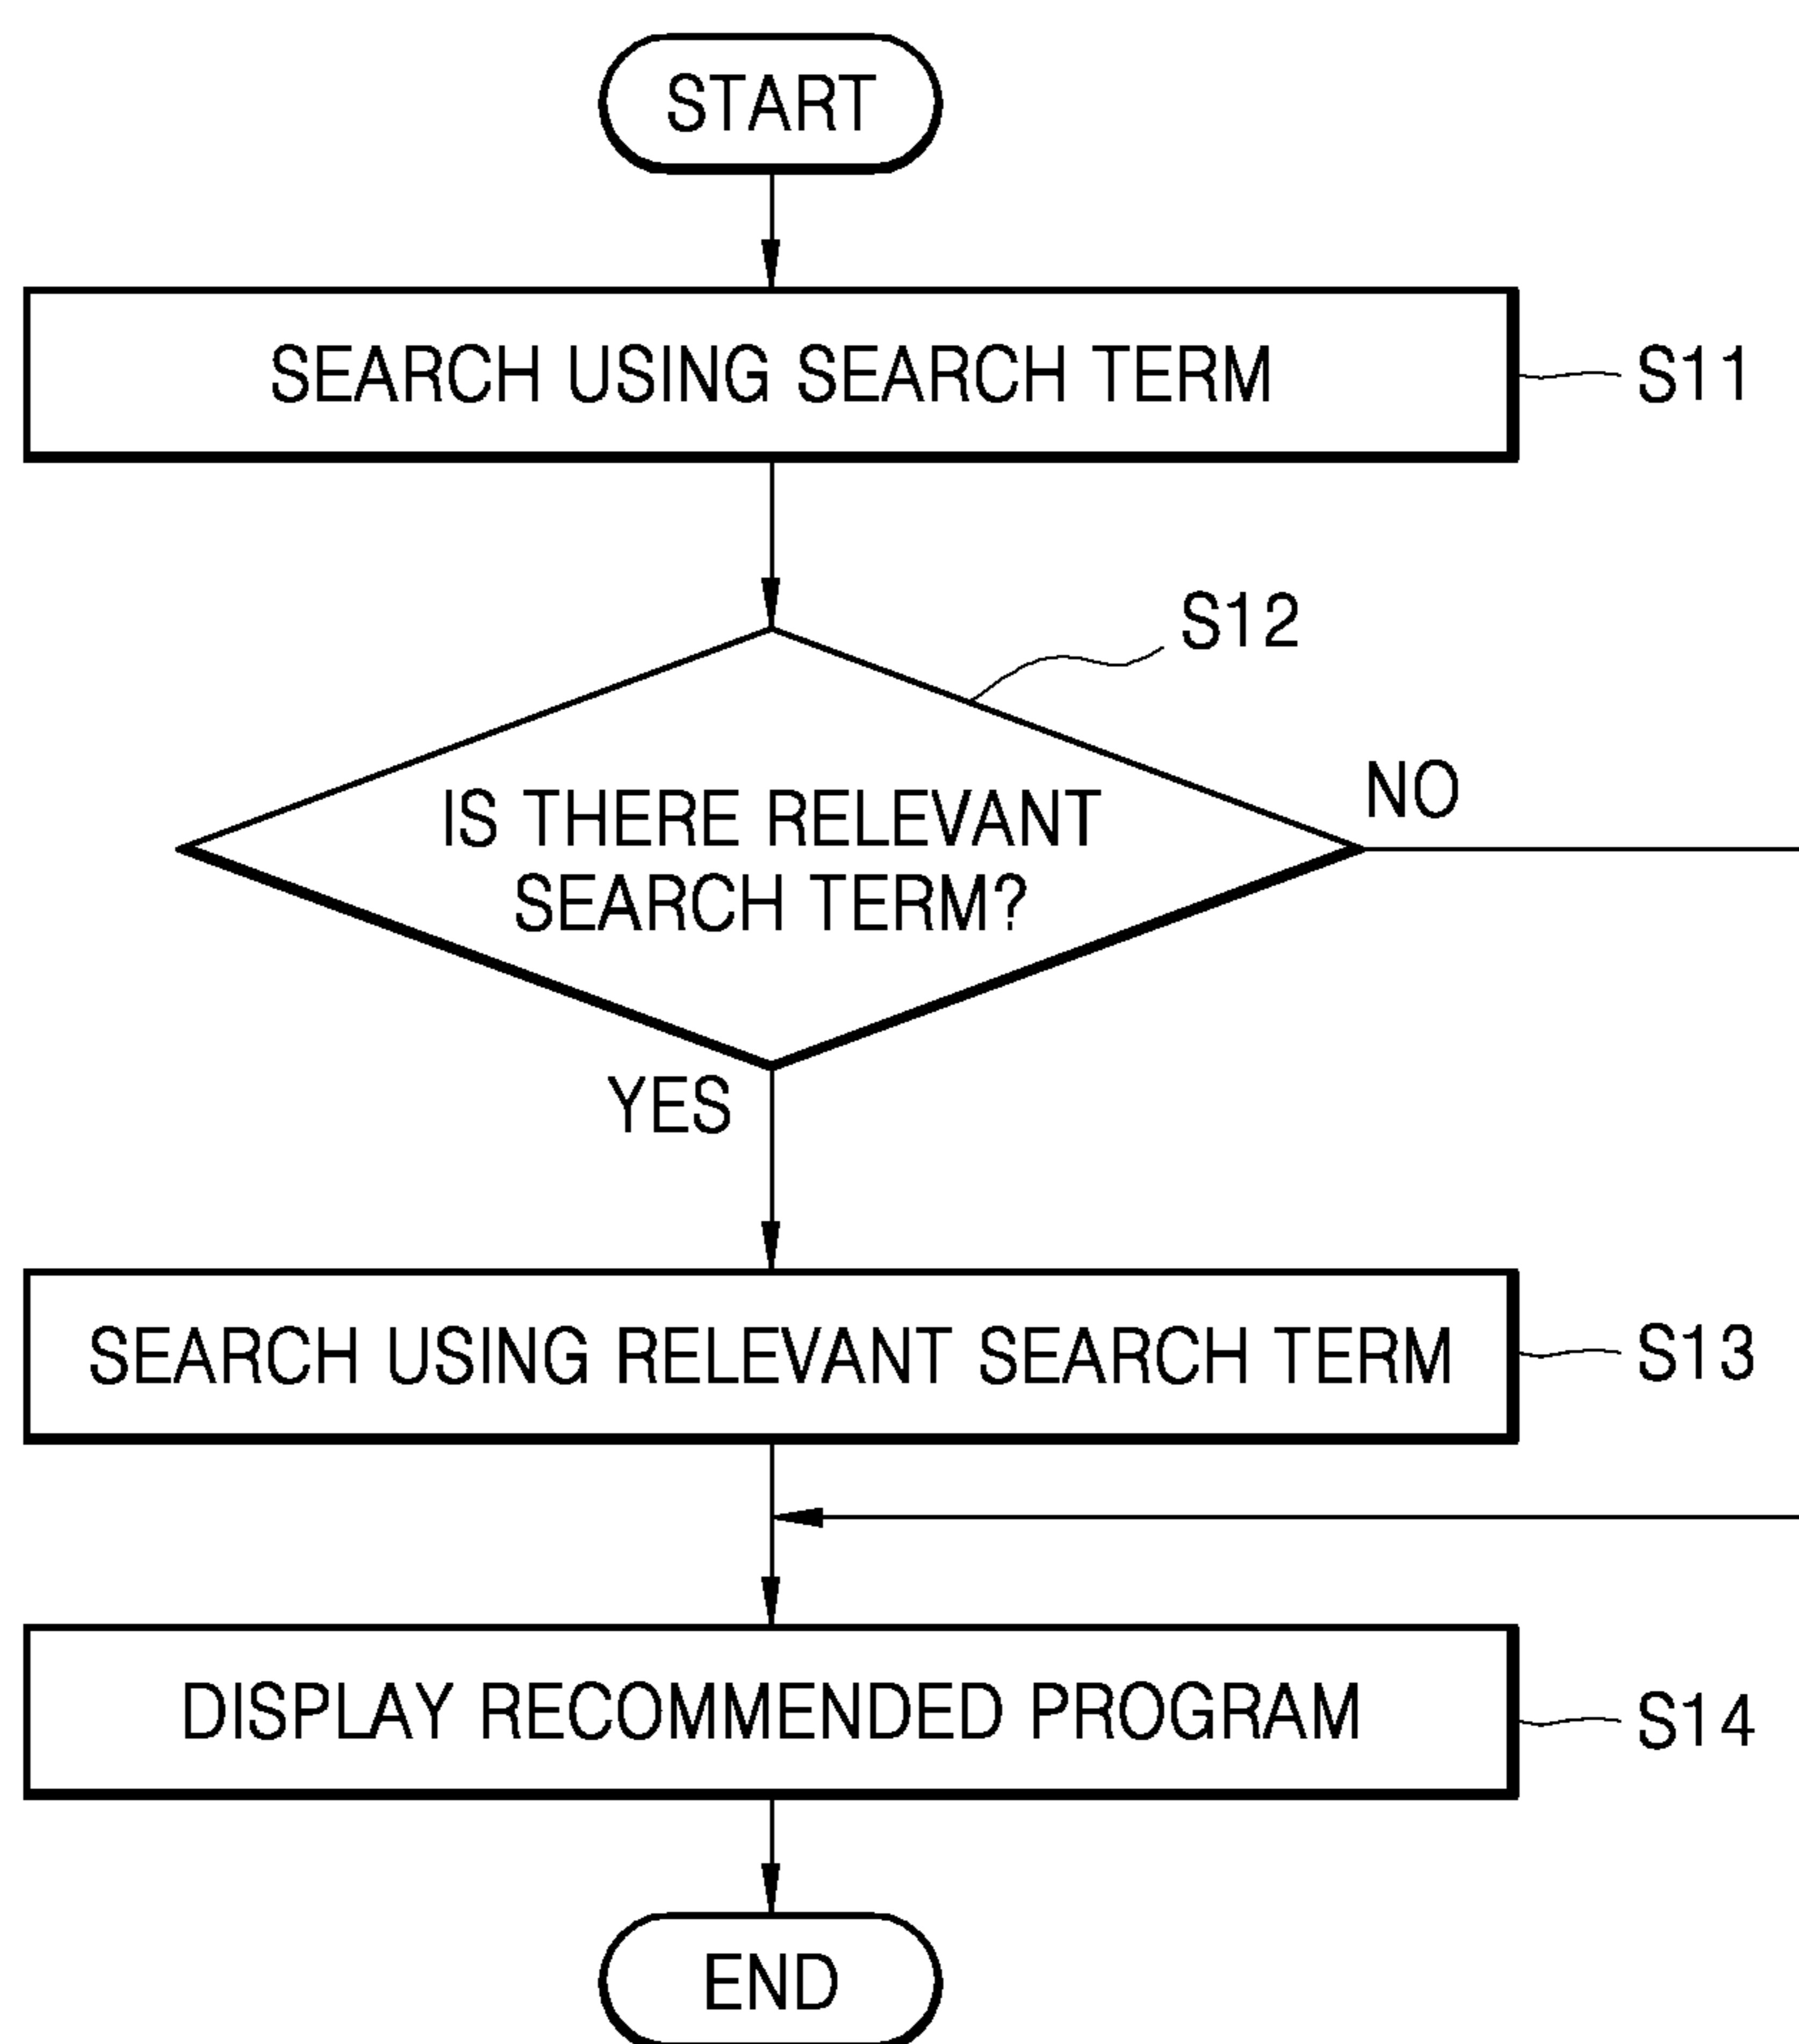 START
SEARCH USING SEARCH TERM
S11
S12
IS THERE RELEVANT
SEARCH TERM?
NO
YES
SEARCH USING RELEVANT SEARCH TERM
S13
DISPLAY RECOMMENDED PROGRAM
S14
END